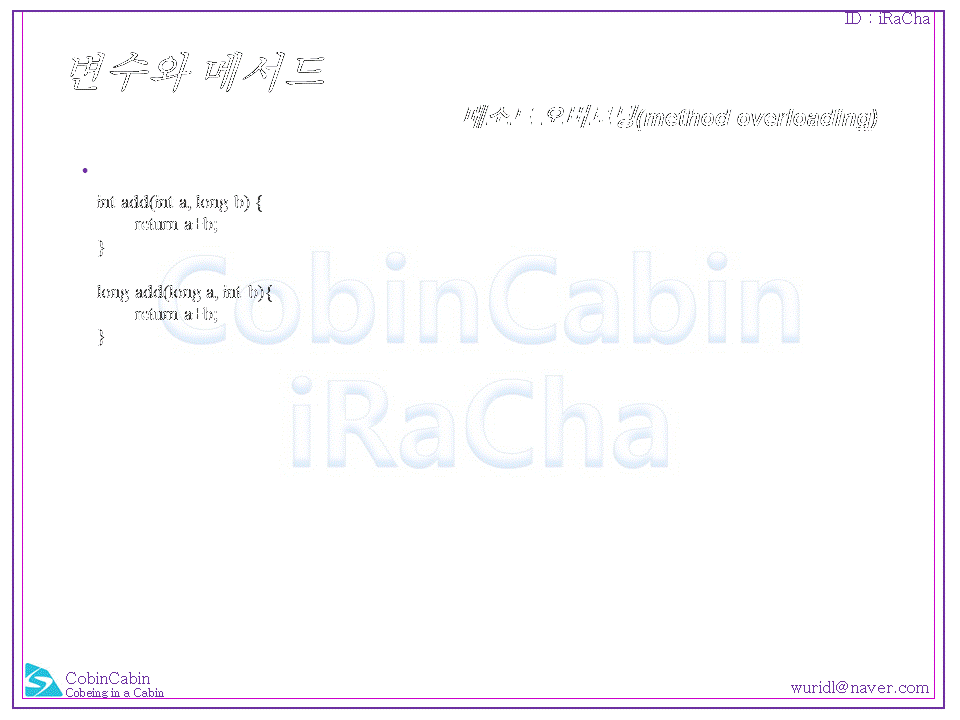 ID : iRaCha
변수와 메서드
메소드 오버로딩(method overloading)
•
int add(int a, long b) {
return a+b;
}
long add(long a, int b){
return a+b;
}
CobinCabin
iRaCha
CobinCabin
Cobeing in a Cabin
wuridl@naver.com